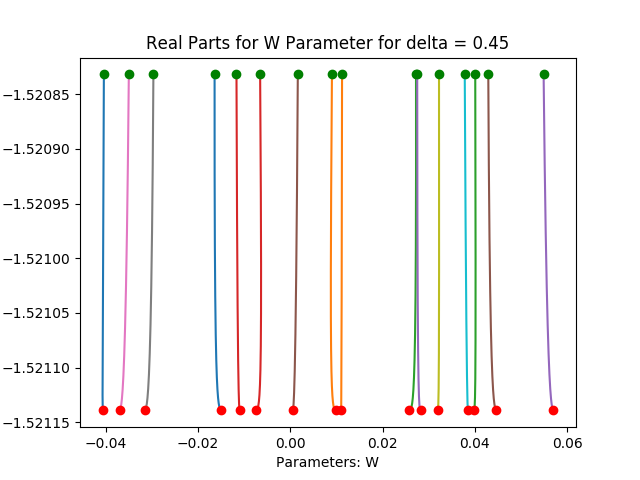 Real Parts for W Parameter for delta = 0.45
−1.52085
−1.52090
−1.52095
−1.52100
−1.52105
−1.52110
−1.52115
−0.04 −0.02 0.00 0.02 0.04 0.06
Parameters: W